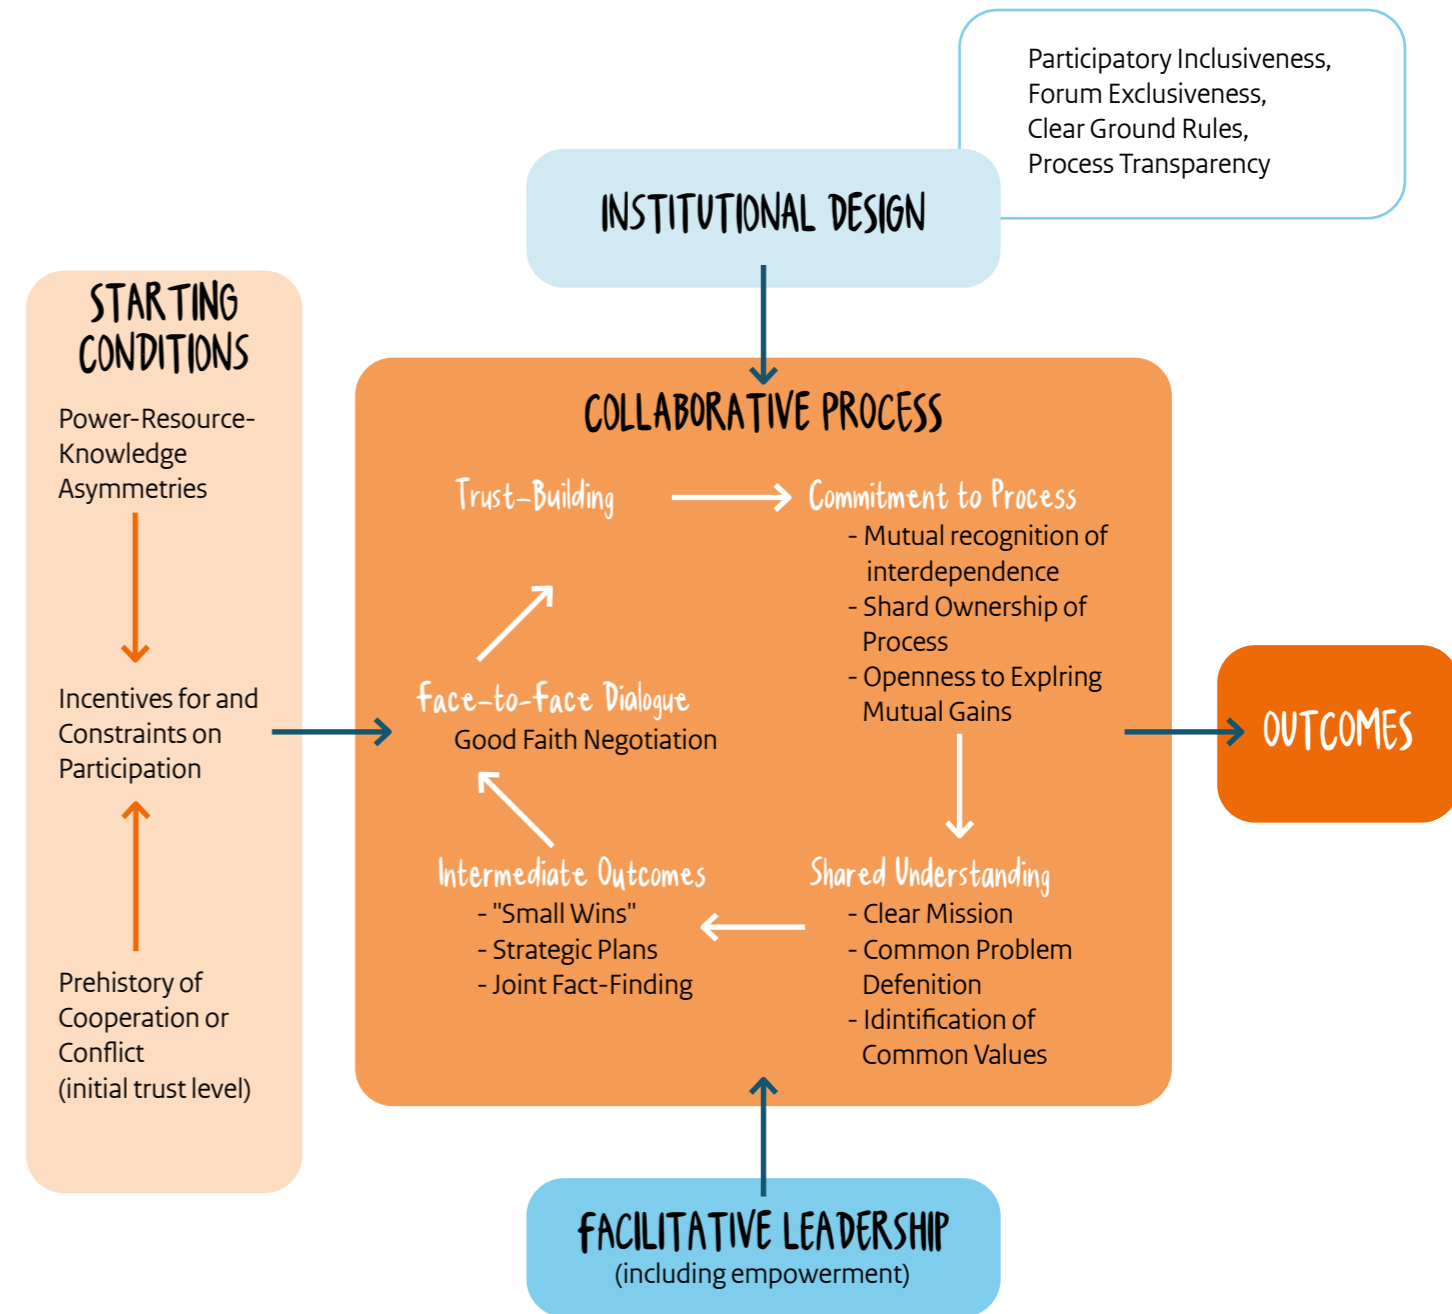 Participatory Inclusiveness,
Forum Exclusiveness,
Clear Ground Rules,
Process Transparency
INSTITUTIONAL DESIGN
STARTING
CONDITIONS
Power-Resource-
Knowledge
Asymmetries
Incentives for and
Constraints on
Participation
Prehistory of
Cooperation or
Conflict
(initial trust level)
COLLABORATIVE PROCESS
Trust-Building
Commitment to Process
- Mutual recognition of
interdependence
- Shard Ownership of
Process
- Openness to Explring
Mutual Gains
Face-to-Face Dialogue
Good Faith Negotiation
Intermediate Outcomes
- "Small Wins"
- Strategic Plans
- Joint Fact-Finding
Shared Understanding
- Clear Mission
- Common Problem
Defenition
- Idintification of
Common Values
OUTCOMES
FACILITATIVE LEADERSHIP
(including empowerment)